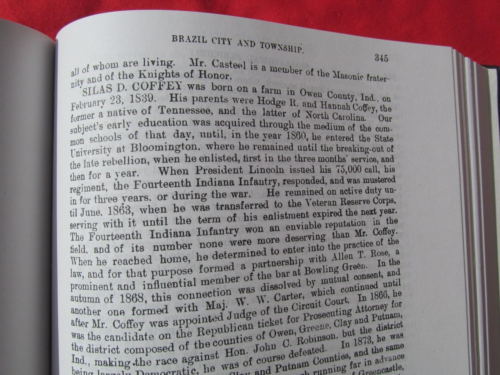 BRAZIL CITY AND TOWNSHIP.
345
all of whom are living. Mr. Casteel is a member of the Masonic frater-
nity and of the Knights of Honor.
SILAS D. COFFEY was born on a farm in Owen County, Ind., on
February 23, 1839. His parents were Hodge R. and Hannah Coffey, the
former a native of Tennessee, and the latter of North Carolina. Our
subject's early education was acquired through the medium of the com-
mon schools of that day, until, in the year 1860, he entered the State
University at Bloomington, where he remained until the breaking-out of
the late rebellion, when he enlisted, first in the three months' service, and
then for a year. When President Lincoln issued his 75,000 call, his
regiment, the Fourteenth Indiana Infantry, responded, and was mustered
in for three years, or during the war. He remained on active duty un-
til June, 1863, when he was transferred to the Veteran Reserve Corps,
serving with it until the term of his enlistment expired the next year.
The Fourteenth Indiana Infantry won an enviable reputation in the
field, and of its number none were more deserving than Mr. Coffey.
When he reached home, he determined to enter into the practice of the
law, and for that purpose formed a partnership with Allen T. Rose, a
prominent and influential member of the bar at Bowling Green. In the
autumn of 1868, this connection was dissolved by mutual consent, and
another one formed with Maj. W. W. Carter, which continued until
after Mr. Coffey was appointed Judge of the Circuit Court. In 1866, he
was the candidate on the Republican ticket for Prosecuting Attorney for
the district composed of the counties of Owen, Greene, Clay and Putnam,
Ind., making the race against Hon. John C. Robinson, but the district
being largely Democratic, he was of course defeated. In 1873, he was
Clay and Putnam Counties, and the same
though running far in advance
of Greencastle,